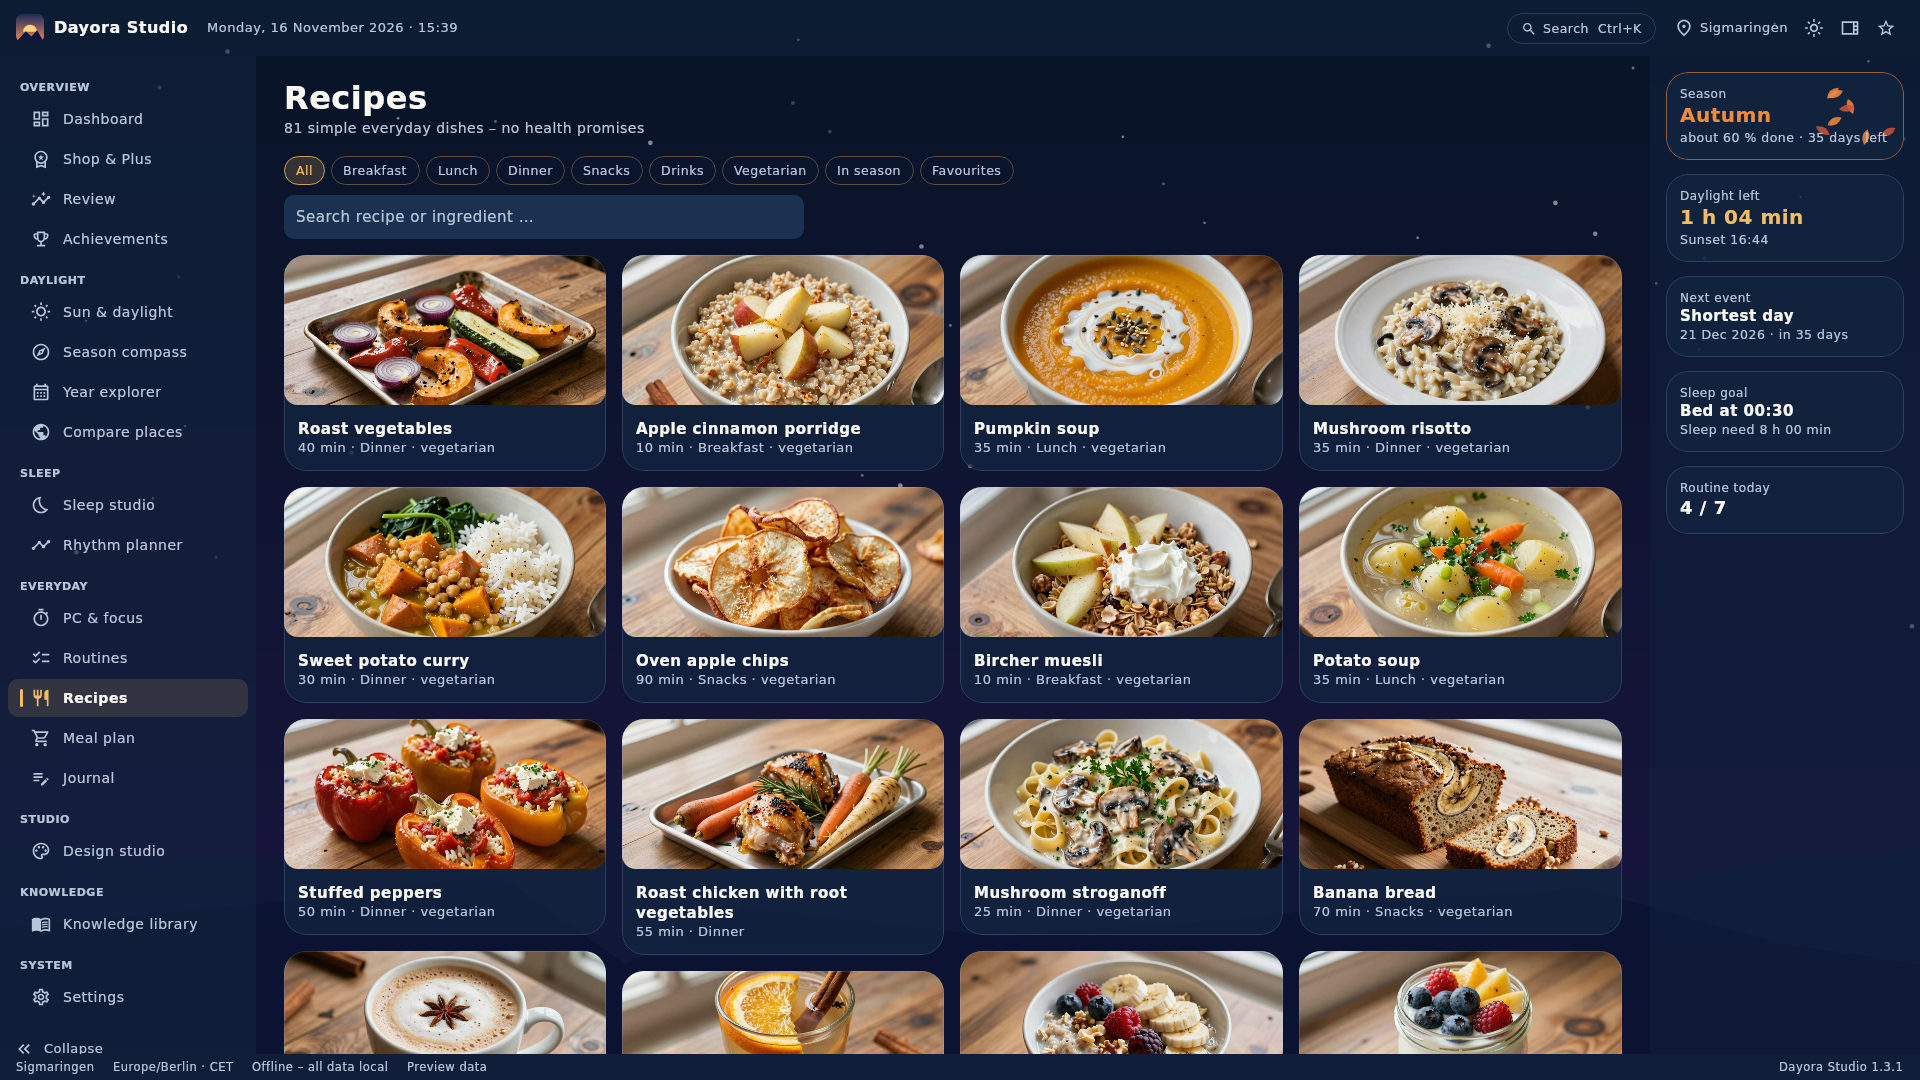 Dayora Studio
Monday, 16 November 2026 · 15:39
Search Ctrl+K
Sigmaringen
OVERVIEW
Dashboard
Shop & Plus
Review
Achievements
DAYLIGHT
Sun & daylight
Season compass
Year explorer
Compare places
SLEEP
Sleep studio
Rhythm planner
EVERYDAY
PC & focus
Routines
Recipes
Meal plan
Journal
STUDIO
Design studio
KNOWLEDGE
Knowledge library
SYSTEM
Settings
Collapse
Recipes
81 simple everyday dishes – no health promises
All
Breakfast
Lunch
Dinner
Snacks
Drinks
Vegetarian
In season
Favourites
Search recipe or ingredient ...
Roast vegetables
40 min · Dinner · vegetarian
Apple cinnamon porridge
10 min · Breakfast · vegetarian
Pumpkin soup
35 min · Lunch · vegetarian
Mushroom risotto
35 min · Dinner · vegetarian
Sweet potato curry
30 min · Dinner · vegetarian
Oven apple chips
90 min · Snacks · vegetarian
Bircher muesli
10 min · Breakfast · vegetarian
Potato soup
35 min · Lunch · vegetarian
Stuffed peppers
50 min · Dinner · vegetarian
Roast chicken with root
vegetables
55 min · Dinner
Mushroom stroganoff
25 min · Dinner · vegetarian
Banana bread
70 min · Snacks · vegetarian
Season
Autumn
about 60 % done · 35 days left
Daylight left
1 h 04 min
Sunset 16:44
Next event
Shortest day
21 Dec 2026 · in 35 days
Sleep goal
Bed at 00:30
Sleep need 8 h 00 min
Routine today
4 / 7
Sigmaringen
Europe/Berlin · CET
Offline – all data local
Preview data
Dayora Studio 1.3.1